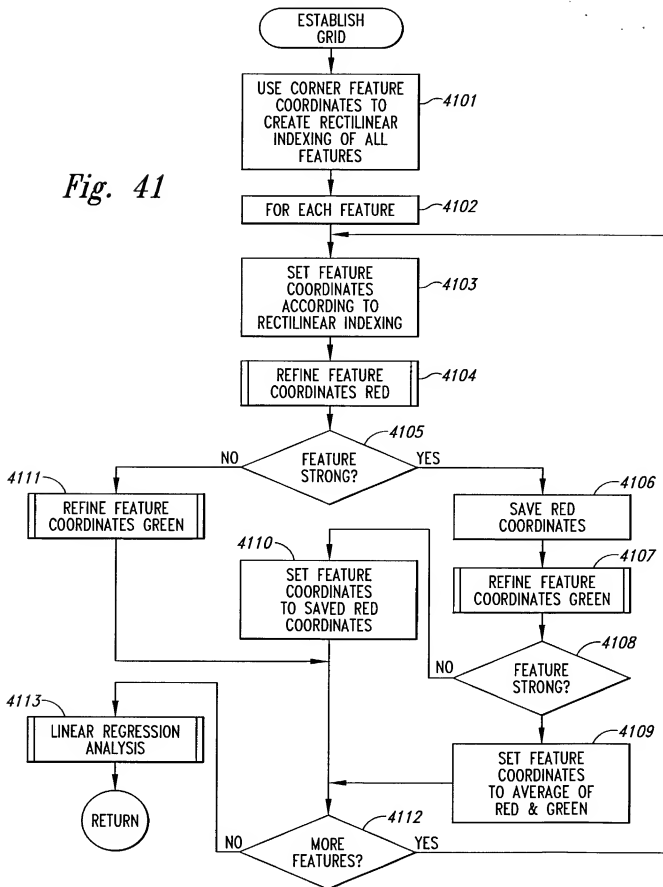 ESTABLISH
GRID
USE CORNER FEATURE
COORDINATES TO
CREATE RECTILINEAR
INDEXING OF ALL
FEATURES
4101
Fig. 41
FOR EACH FEATURE
4102
SET FEATURE
COORDINATES
ACCORDING TO
RECTILINEAR INDEXING
4103
REFINE FEATURE
COORDINATES RED
4104
4105
FEATURE
STRONG?
NO
YES
4111
REFINE FEATURE
COORDINATES GREEN
4106
SAVE RED
COORDINATES
4110
SET FEATURE
COORDINATES
TO SAVED RED
COORDINATES
4107
REFINE FEATURE
COORDINATES GREEN
4108
FEATURE
STRONG?
NO
4113
LINEAR REGRESSION
ANALYSIS
4109
SET FEATURE
COORDINATES
TO AVERAGE OF
RED & GREEN
RETURN
4112
MORE
FEATURES?
NO
YES